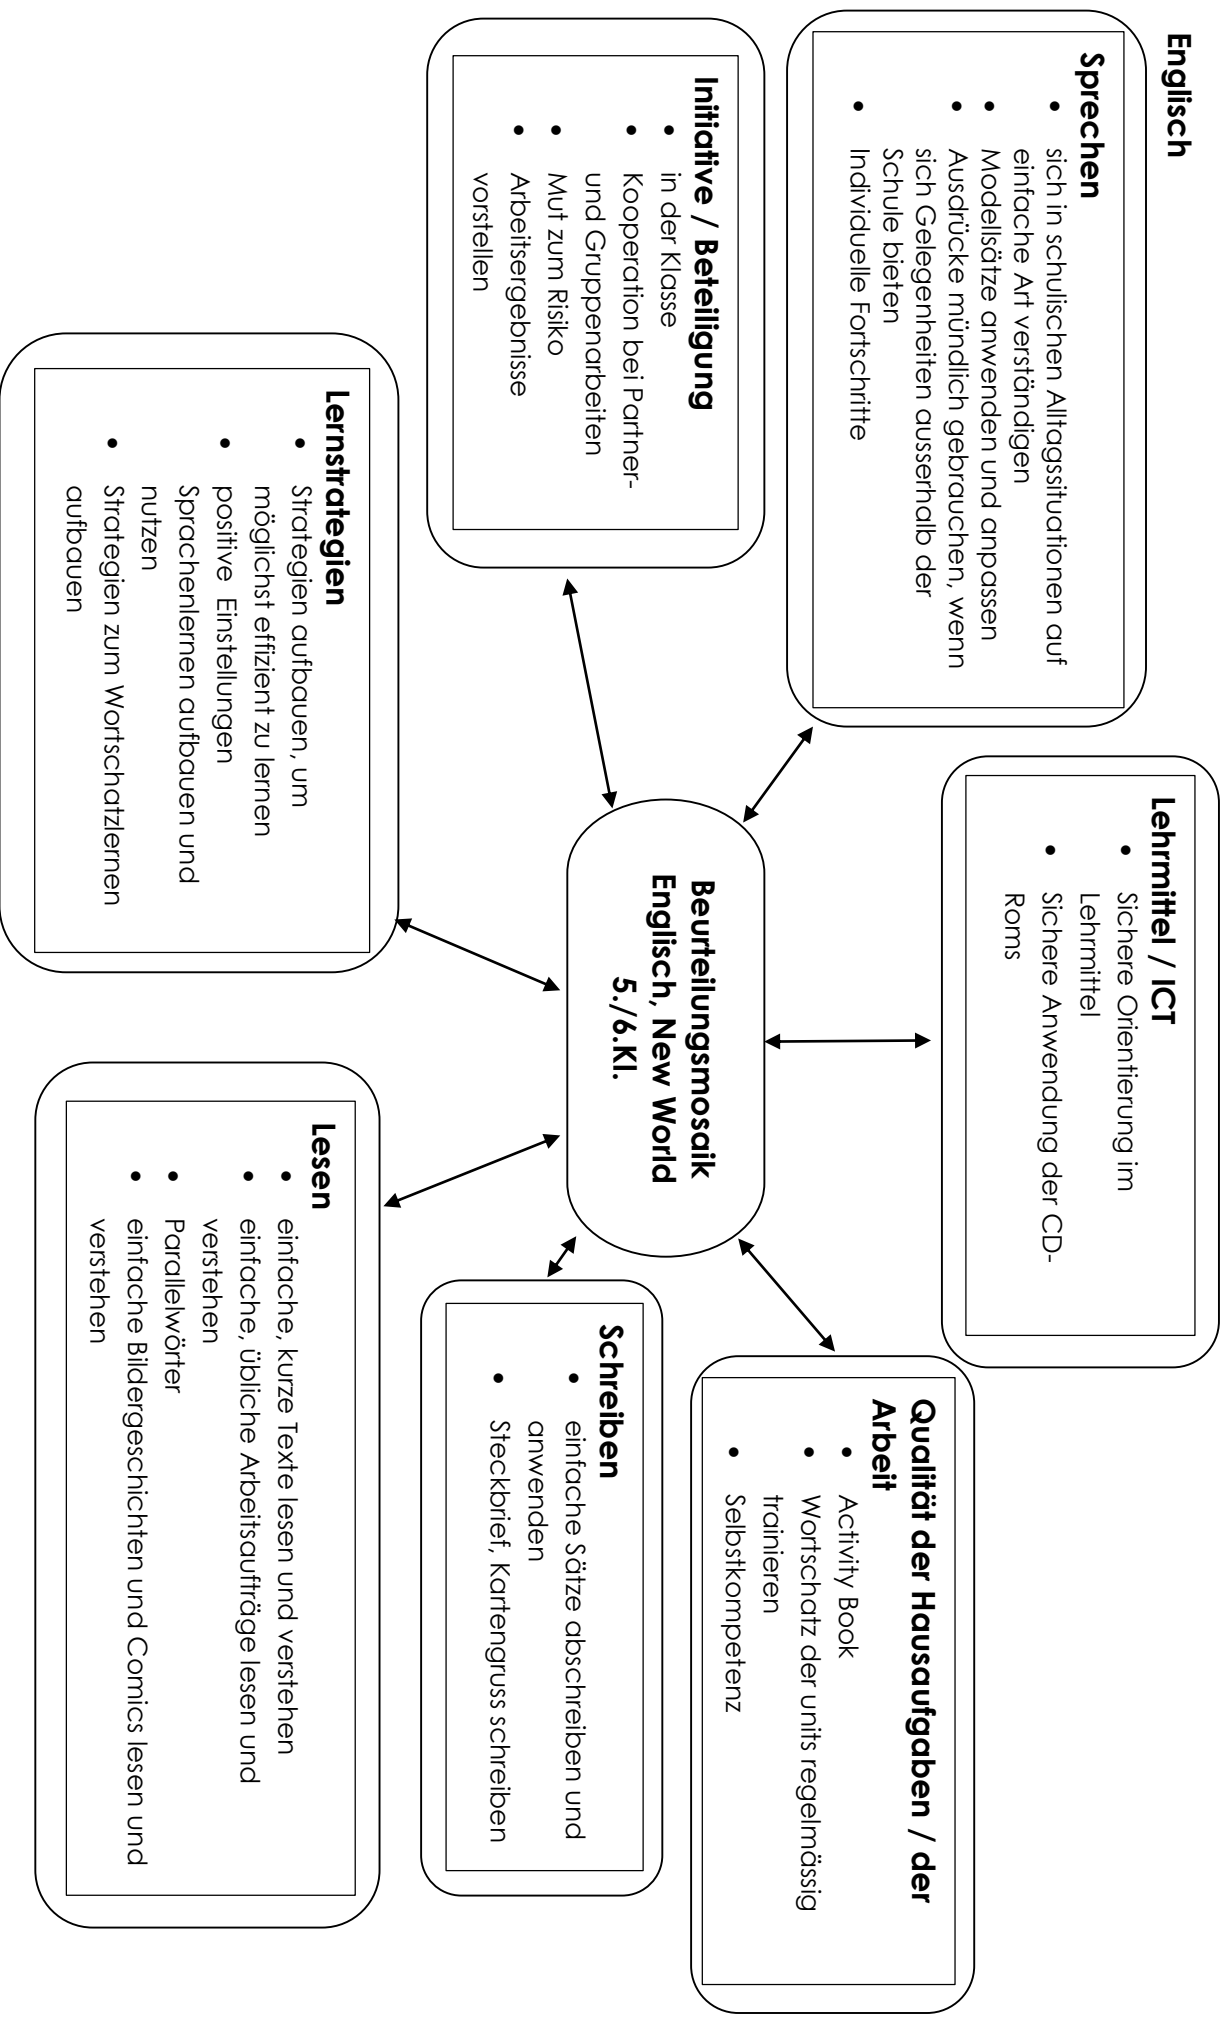 Englisch
Sprechen
• sich in schulischen Alltagssituationen auf
einfache Art verständigen
• Modellsätze anwenden und anpassen
• Ausdrücke mündlich gebrauchen, wenn
sich Gelegenheiten ausserhalb der
Schule bieten
• Individuelle Fortschritte
Lehrmittel / ICT
• Sichere Orientierung im
Lehrmittel
• Sichere Anwendung der CD-
Roms
Qualität der Hausaufgaben / der
Arbeit
• Activity Book
• Wortschatz der units regelmässig
trainieren
• Selbstkompetenz
Initiative / Beteiligung
• in der Klasse
• Kooperation bei Partner-
und Gruppenarbeiten
• Mut zum Risiko
• Arbeitsergebnisse
vorstellen
Beurteilungsmosaik
Englisch, New World
5./6.Kl.
Schreiben
• einfache Sätze abschreiben und
anwenden
• Steckbrief, Kartengruss schreiben
Lernstrategien
• Strategien aufbauen, um
möglichst effizient zu lernen
• positive Einstellungen
Sprachenlernen aufbauen und
nutzen
• Strategien zum Wortschatzlernen
aufbauen
Lesen
• einfache, kurze Texte lesen und verstehen
• einfache, übliche Arbeitsaufträge lesen und
verstehen
• Parallelwörter
• einfache Bildergeschichten und Comics lesen und
verstehen